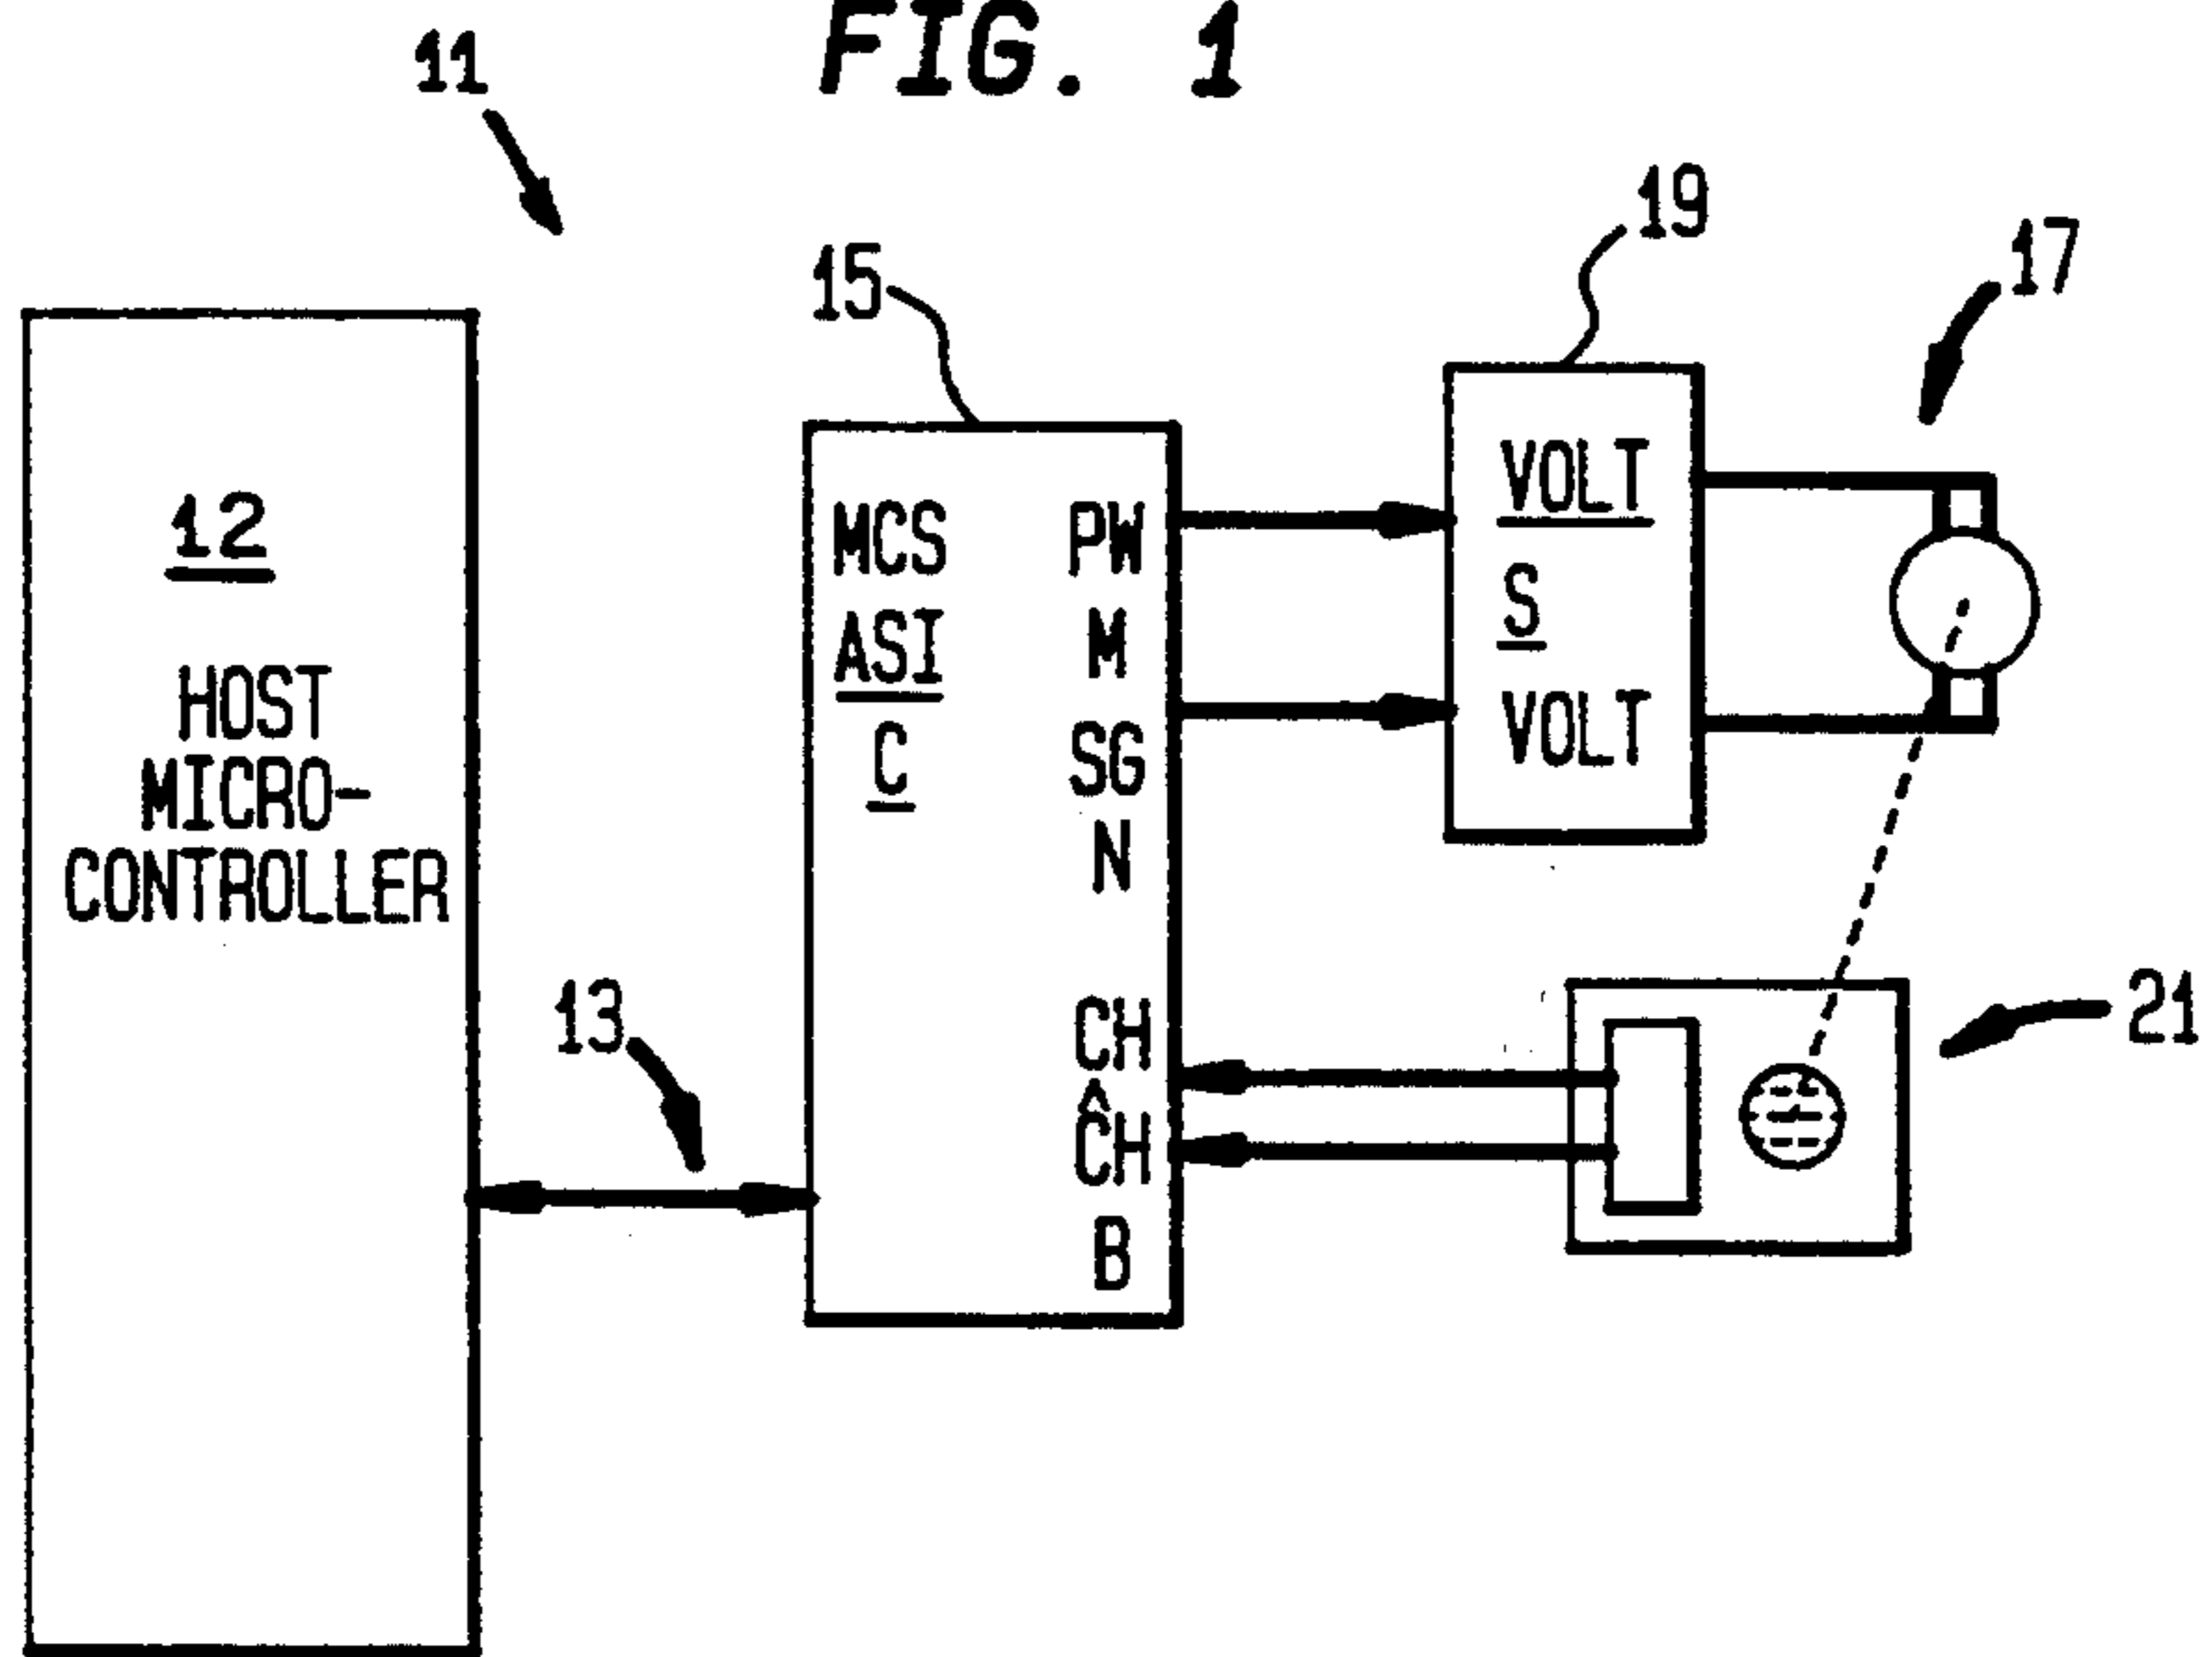 FIG. 1
11
19
17
15
12
HOST
MICRO-
CONTROLLER
MCS
ASI
C
PW
M
SG
N
CH
A
CH
B
VOLT
S
VOLT
13
21